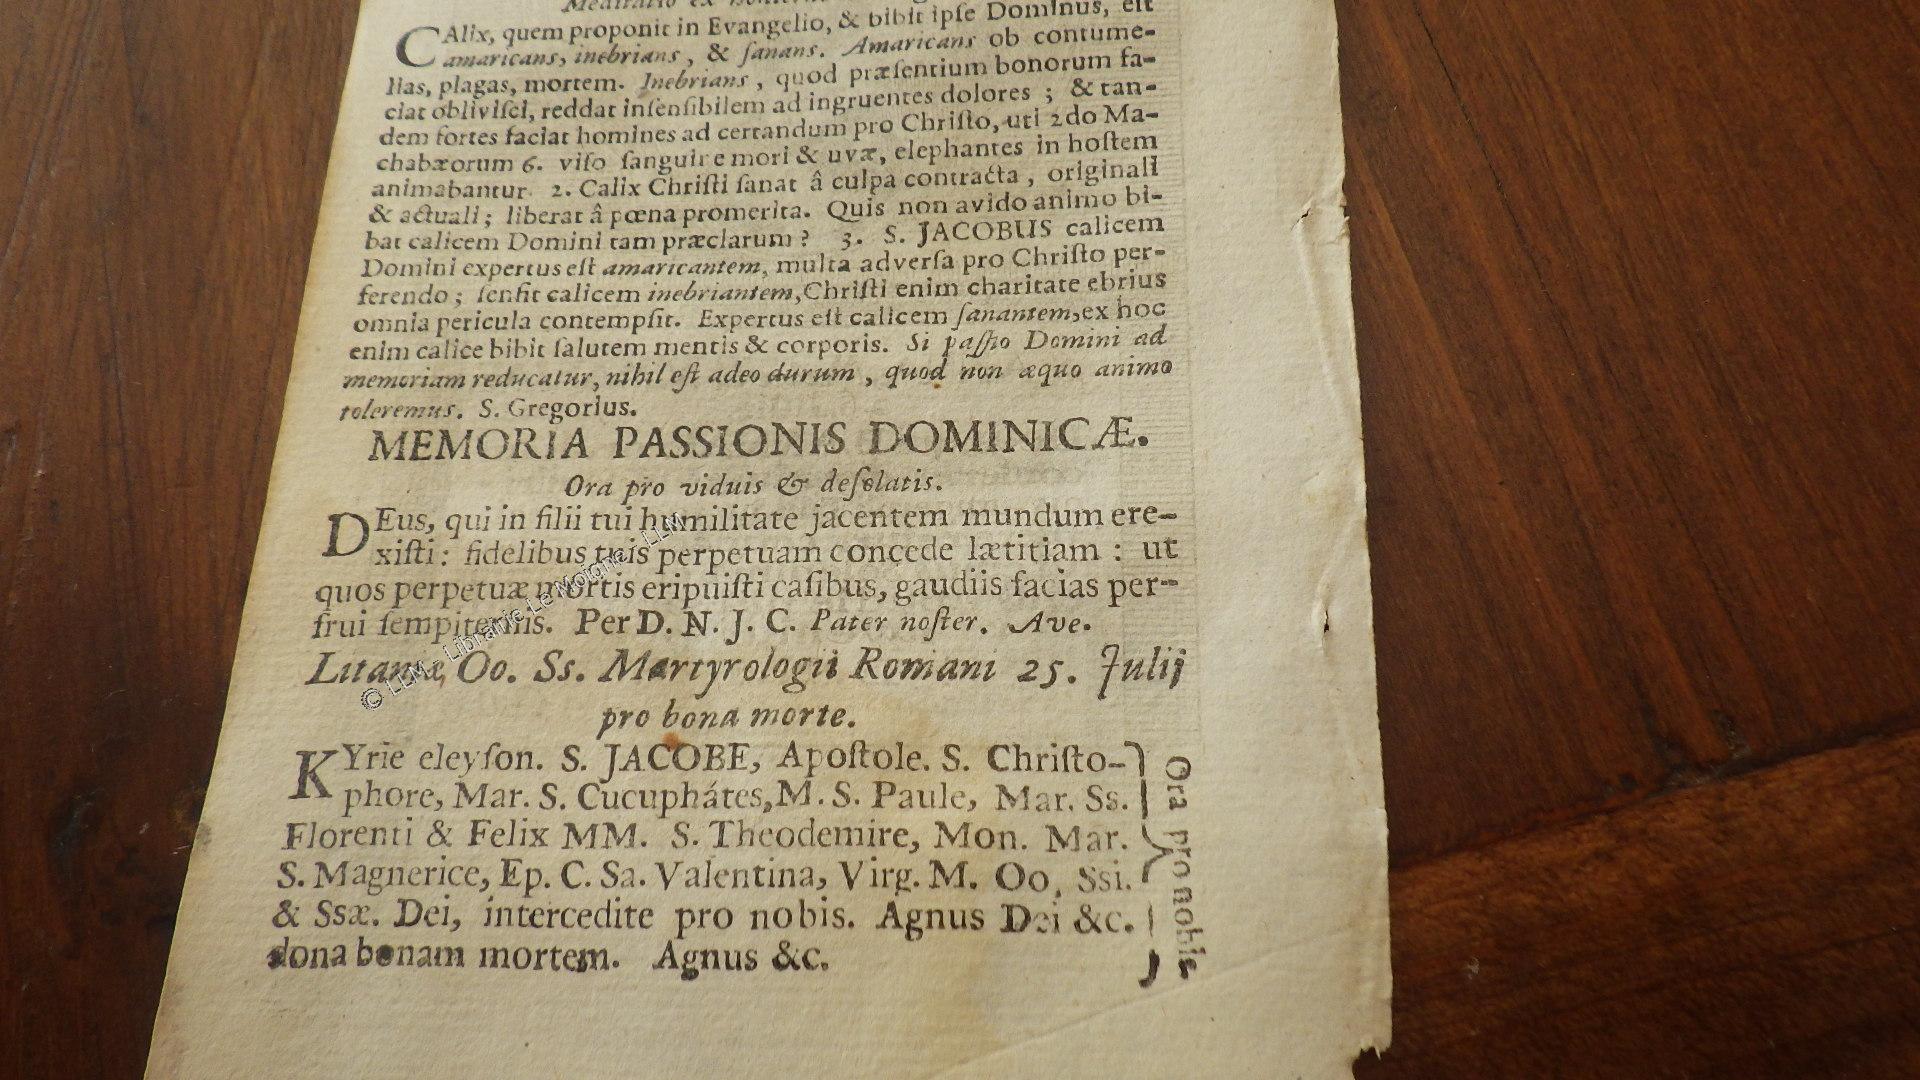 Meditatio ex
CAlix, quem proponit in Evangelio, & bibit ipſe Dominus, eſt
amaricans, inebrians, & ſanans. Amaricans ob contume-
lias, plagas, mortem. Inebrians, quod præſentium bonorum fa-
ciat obliviſci, reddat inſenſibilem ad ingruentes dolores; & tan-
dem fortes faciat homines ad certandum pro Chriſto, uti 2do Ma-
chabæorum 6. viſo ſanguine mori & uvæ, elephantes in hoſtem
animabantur. 2. Calix Chriſti ſanat â culpa contracta, originali
& actuali; liberat â pœna promerita. Quis non avido animo bi-
bat calicem Domini tam præclarum? 3. S. JACOBUS calicem
Domini expertus eſt amaricantem, multa adverſa pro Chriſto per-
ferendo; ſenſit calicem inebriantem, Chriſti enim charitate ebrius
omnia pericula contempſit. Expertus eſt calicem ſanantem, ex hoc
enim calice bibit ſalutem mentis & corporis. Si paſſio Domini ad
memoriam reducatur, nihil eſt adeo durum, quod non æquo animo
toleremus. S. Gregorius.
MEMORIA PASSIONIS DOMINICÆ.
Ora pro viduis & deſolatis.
DEus, qui in filii tui humilitate jacentem mundum ere-
xiſti: fidelibus tuis perpetuam concede lætitiam: ut
quos perpetuæ mortis eripuiſti caſibus, gaudiis facias per-
frui ſempiternis. Per D. N. J. C. Pater noſter. Ave.
Litaniæ Oo. Ss. Martyrologii Romani 25. Julij
pro bona morte.
KYrie eleyſon. S. JACOBE, Apoſtole. S. Chriſto-
phore, Mar. S. Cucuphátes, M. S. Paule, Mar. Ss.
Florenti & Felix MM. S. Theodemire, Mon. Mar.
S. Magnerice, Ep. C. Sa. Valentina, Virg. M. Oo. Ssi.
& Ssæ. Dei, intercedite pro nobis. Agnus Dei &c.
dona bonam mortem. Agnus &c.
Ora pro nobis.
© LLM - Librairie Le Moigne - LLM